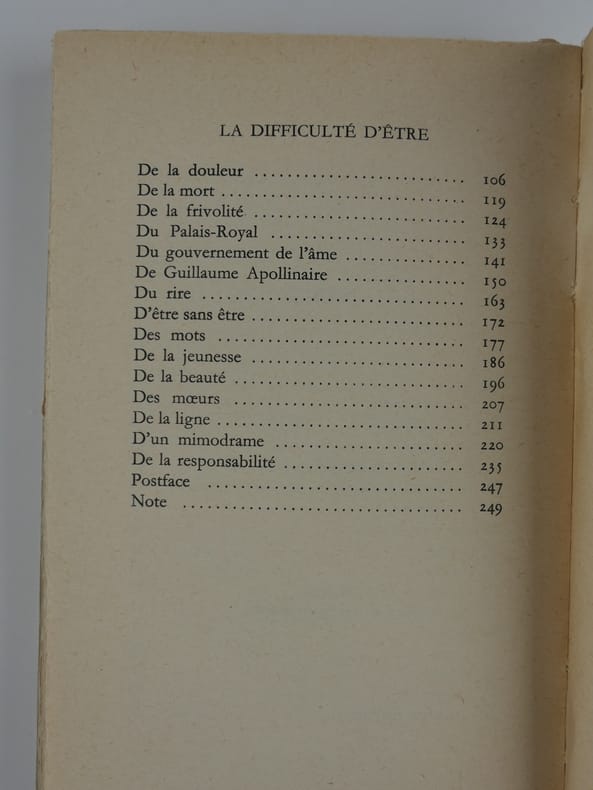 LA DIFFICULTÉ D'ÊTRE
De la douleur .......................... 106
De la mort .............................. 119
De la frivolité .......................... 124
Du Palais-Royal ........................ 133
Du gouvernement de l'âme .............. 141
De Guillaume Apollinaire ............... 150
Du rire ................................. 163
D'être sans être .......................... 172
Des mots ............................... 177
De la jeunesse .......................... 186
De la beauté ............................ 196
Des mœurs ............................ 207
De la ligne .............................. 211
D'un mimodrame ....................... 220
De la responsabilité ...................... 235
Postface ............................... 247
Note .................................. 249